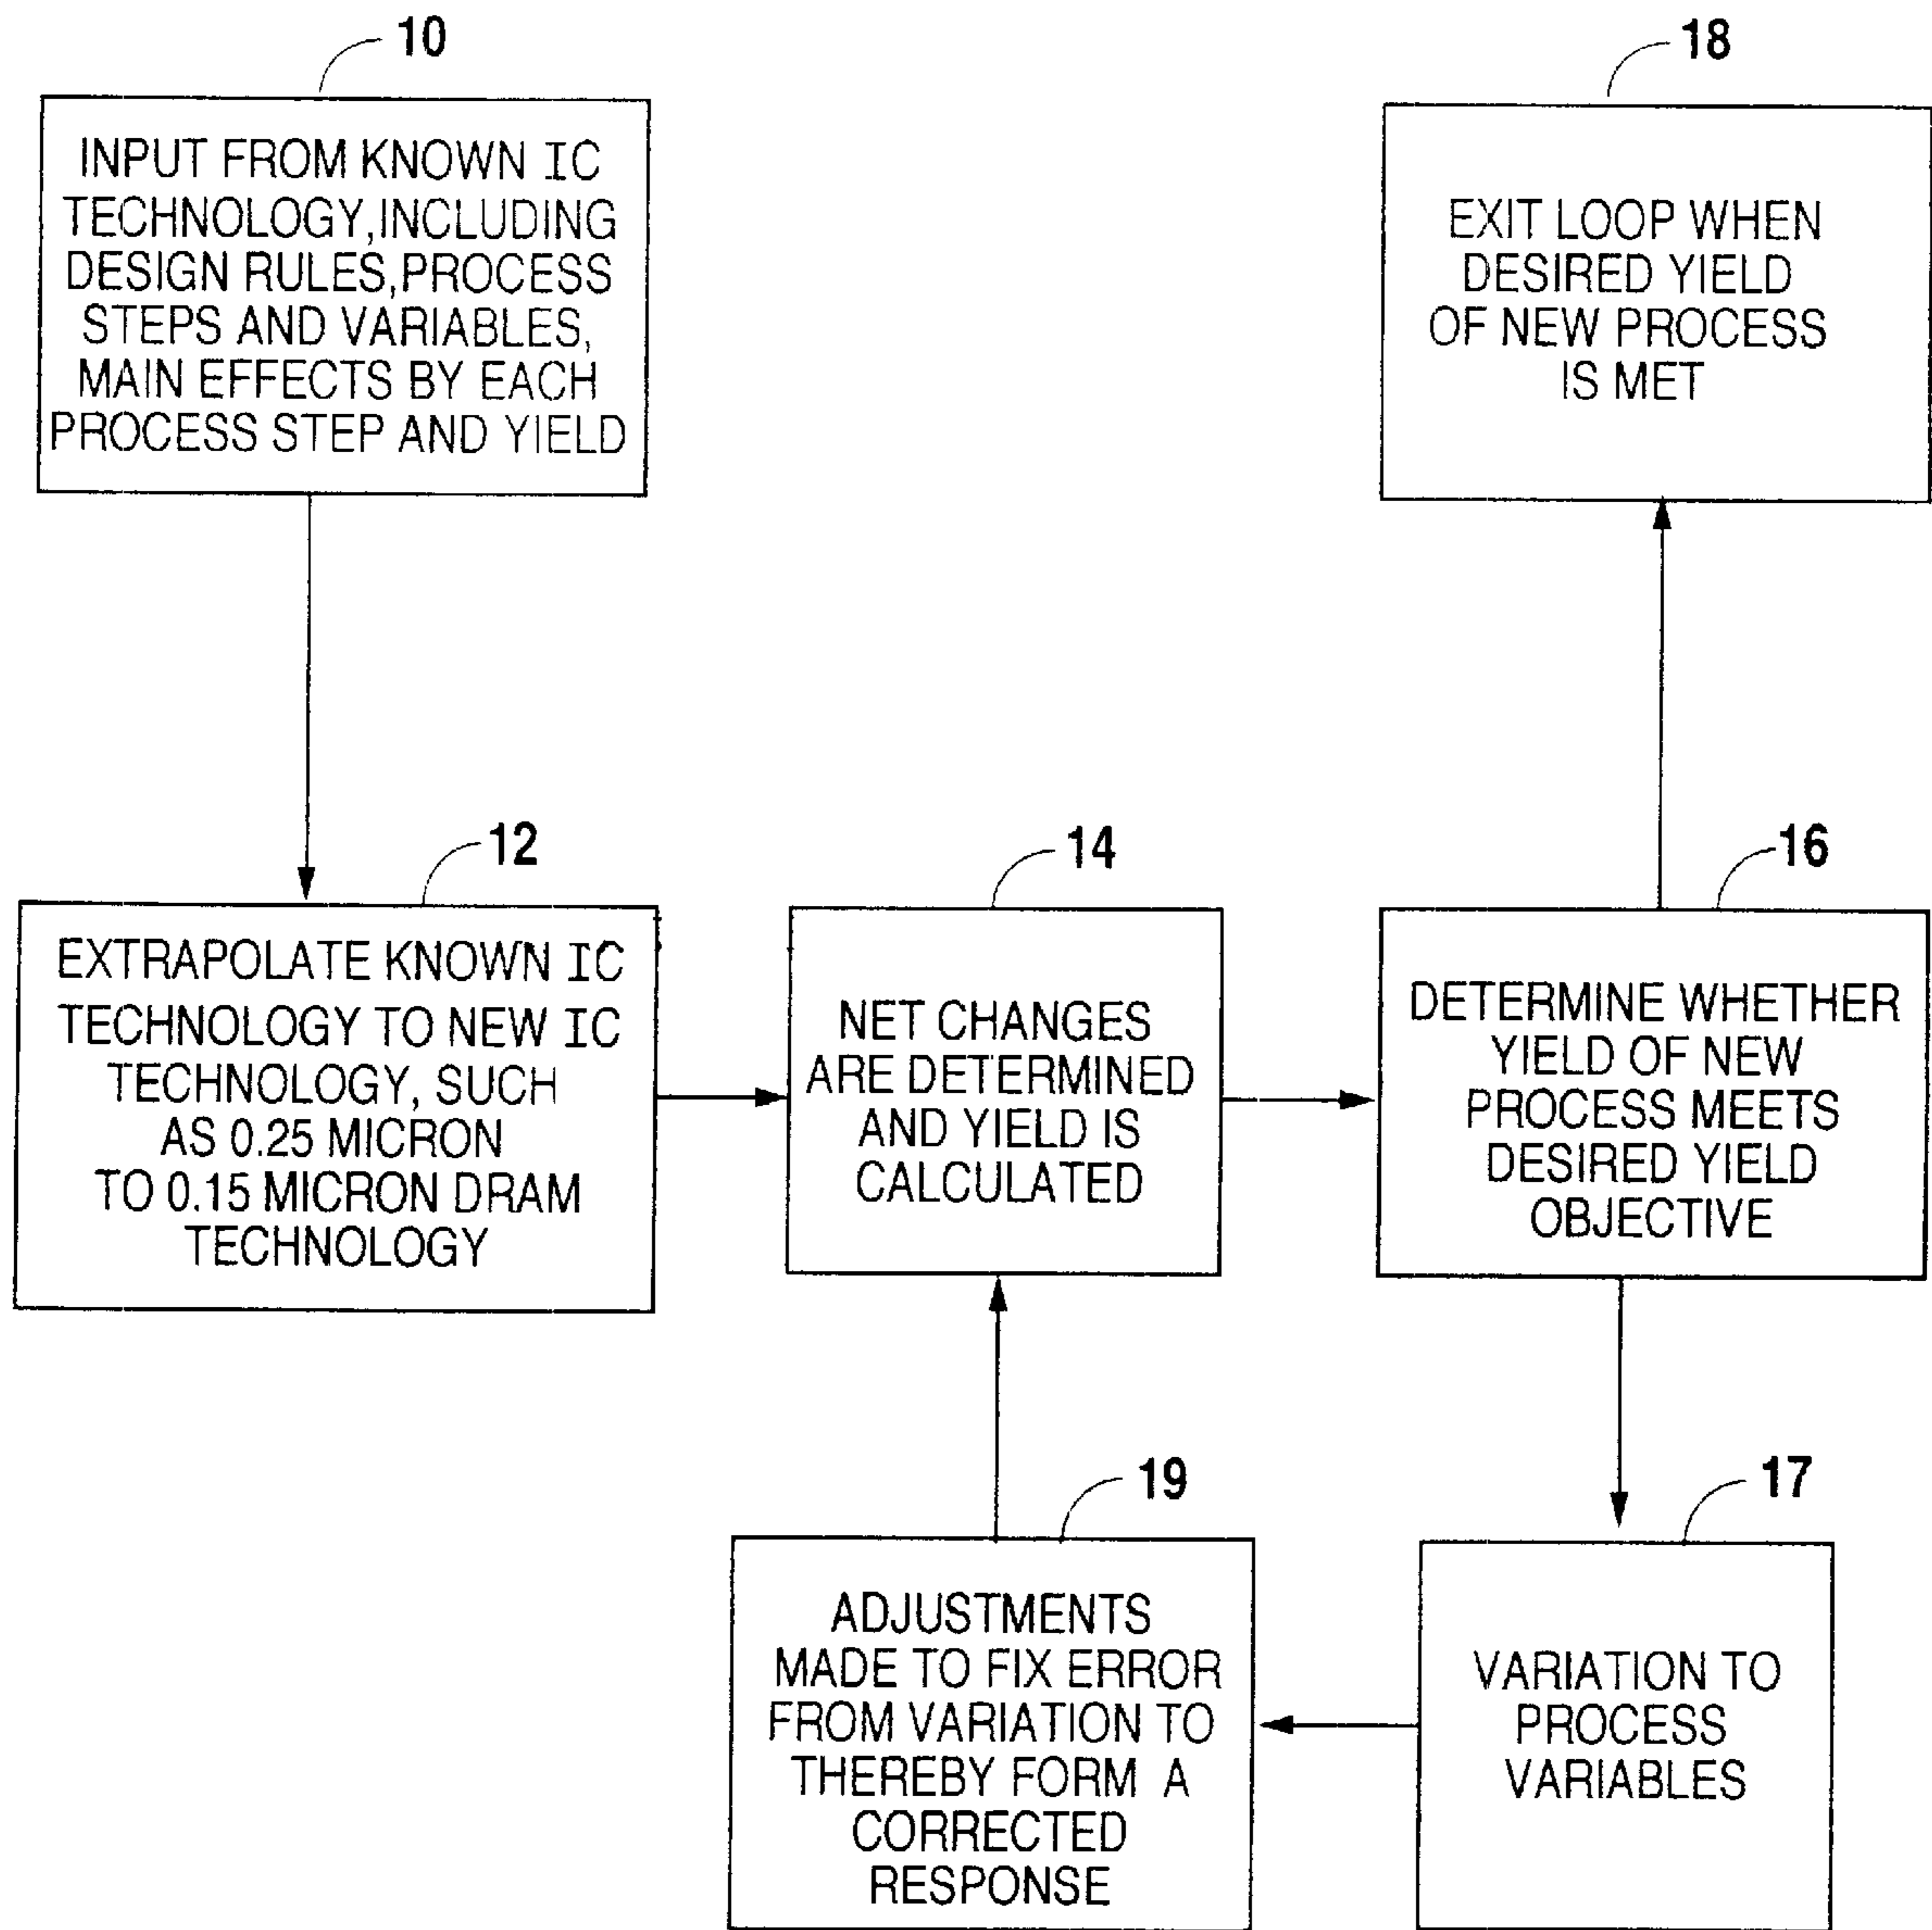 10
INPUT FROM KNOWN IC
TECHNOLOGY, INCLUDING
DESIGN RULES, PROCESS
STEPS AND VARIABLES,
MAIN EFFECTS BY EACH
PROCESS STEP AND YIELD
18
EXIT LOOP WHEN
DESIRED YIELD
OF NEW PROCESS
IS MET
12
EXTRAPOLATE KNOWN IC
TECHNOLOGY TO NEW IC
TECHNOLOGY, SUCH
AS 0.25 MICRON
TO 0.15 MICRON DRAM
TECHNOLOGY
14
NET CHANGES
ARE DETERMINED
AND YIELD IS
CALCULATED
16
DETERMINE WHETHER
YIELD OF NEW
PROCESS MEETS
DESIRED YIELD
OBJECTIVE
19
ADJUSTMENTS
MADE TO FIX ERROR
FROM VARIATION TO
THEREBY FORM A
CORRECTED
RESPONSE
17
VARIATION TO
PROCESS
VARIABLES